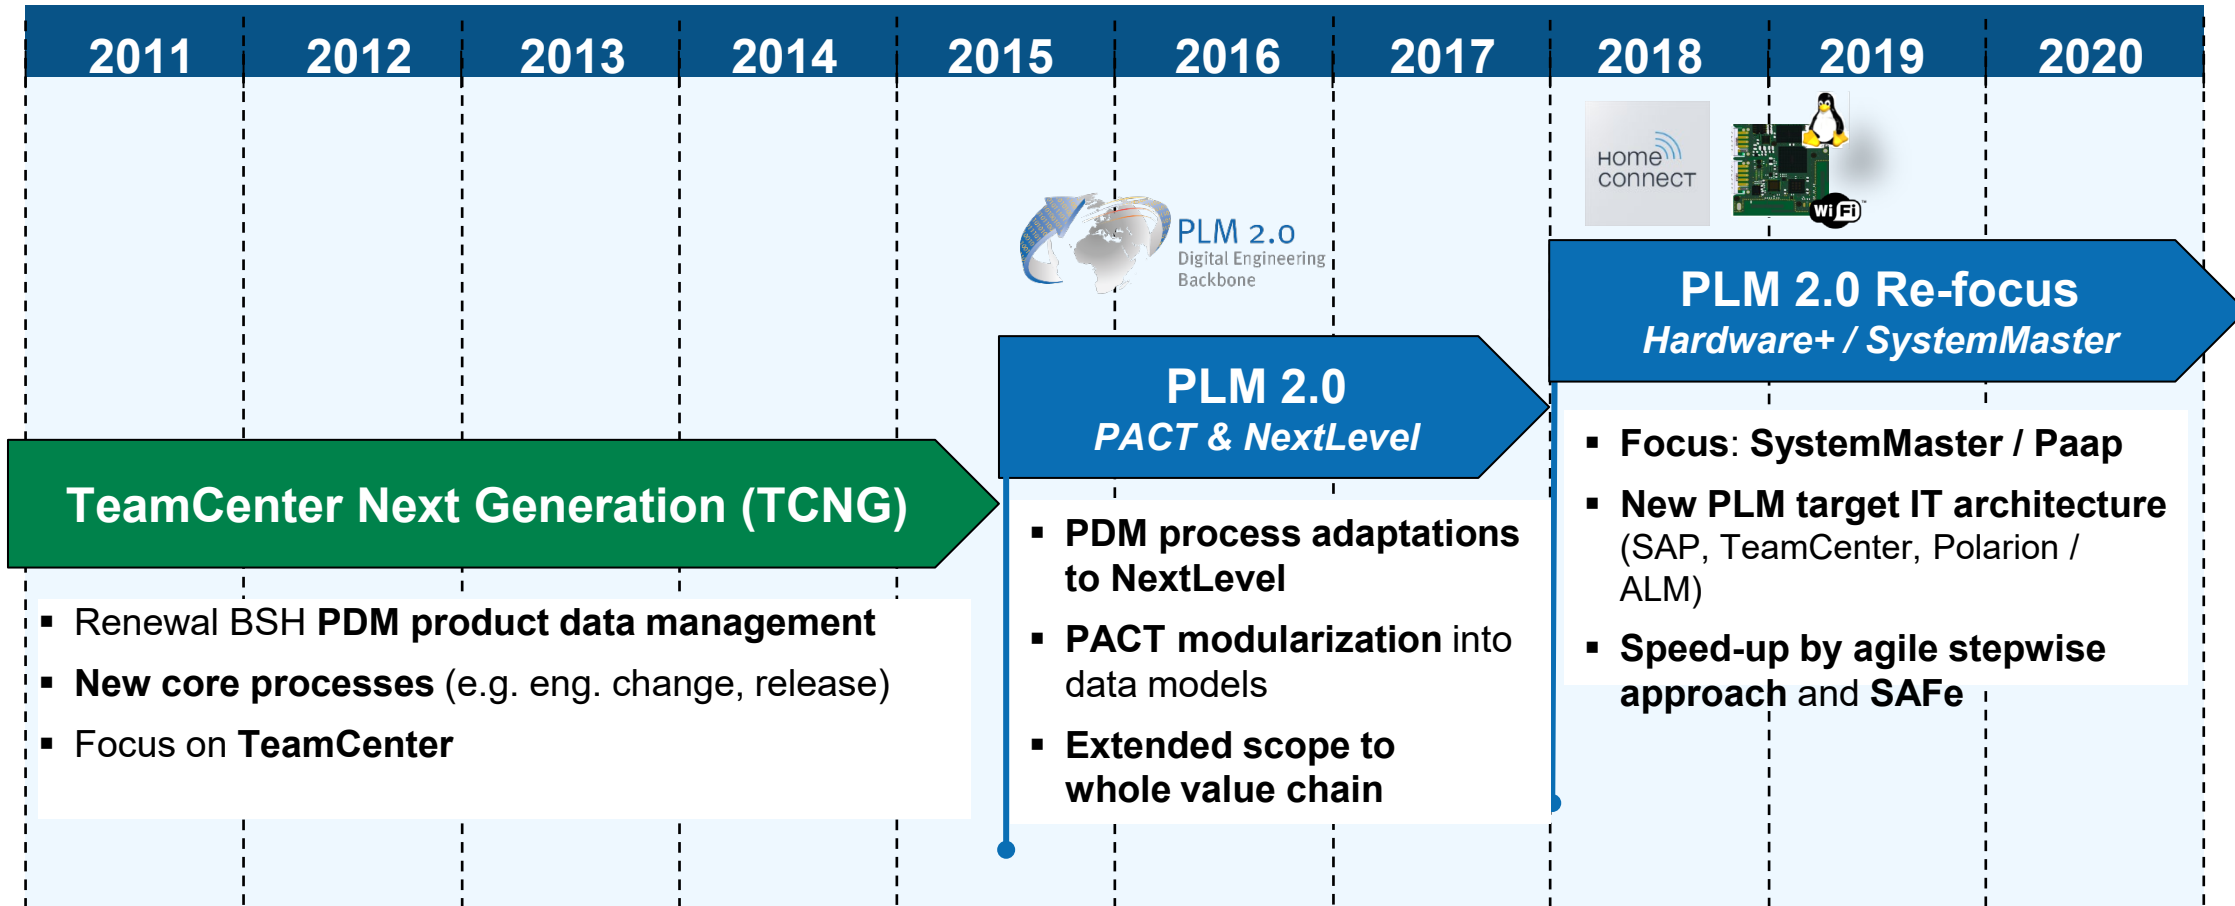 2011 2012 2013 2014 2015 2016 2017 2018 2019 2020
HOME
CONNECT
Wi Fi
PLM 2.0
Digital Engineering
Backbone
TeamCenter Next Generation (TCNG)
▪ Renewal BSH PDM product data management
▪ New core processes (e.g. eng. change, release)
▪ Focus on TeamCenter
PLM 2.0
PACT & NextLevel
▪ PDM process adaptations
to NextLevel
▪ PACT modularization into
data models
▪ Extended scope to
whole value chain
PLM 2.0 Re-focus
Hardware+ / SystemMaster
▪ Focus: SystemMaster / Paap
▪ New PLM target IT architecture
(SAP, TeamCenter, Polarion /
ALM)
▪ Speed-up by agile stepwise
approach and SAFe